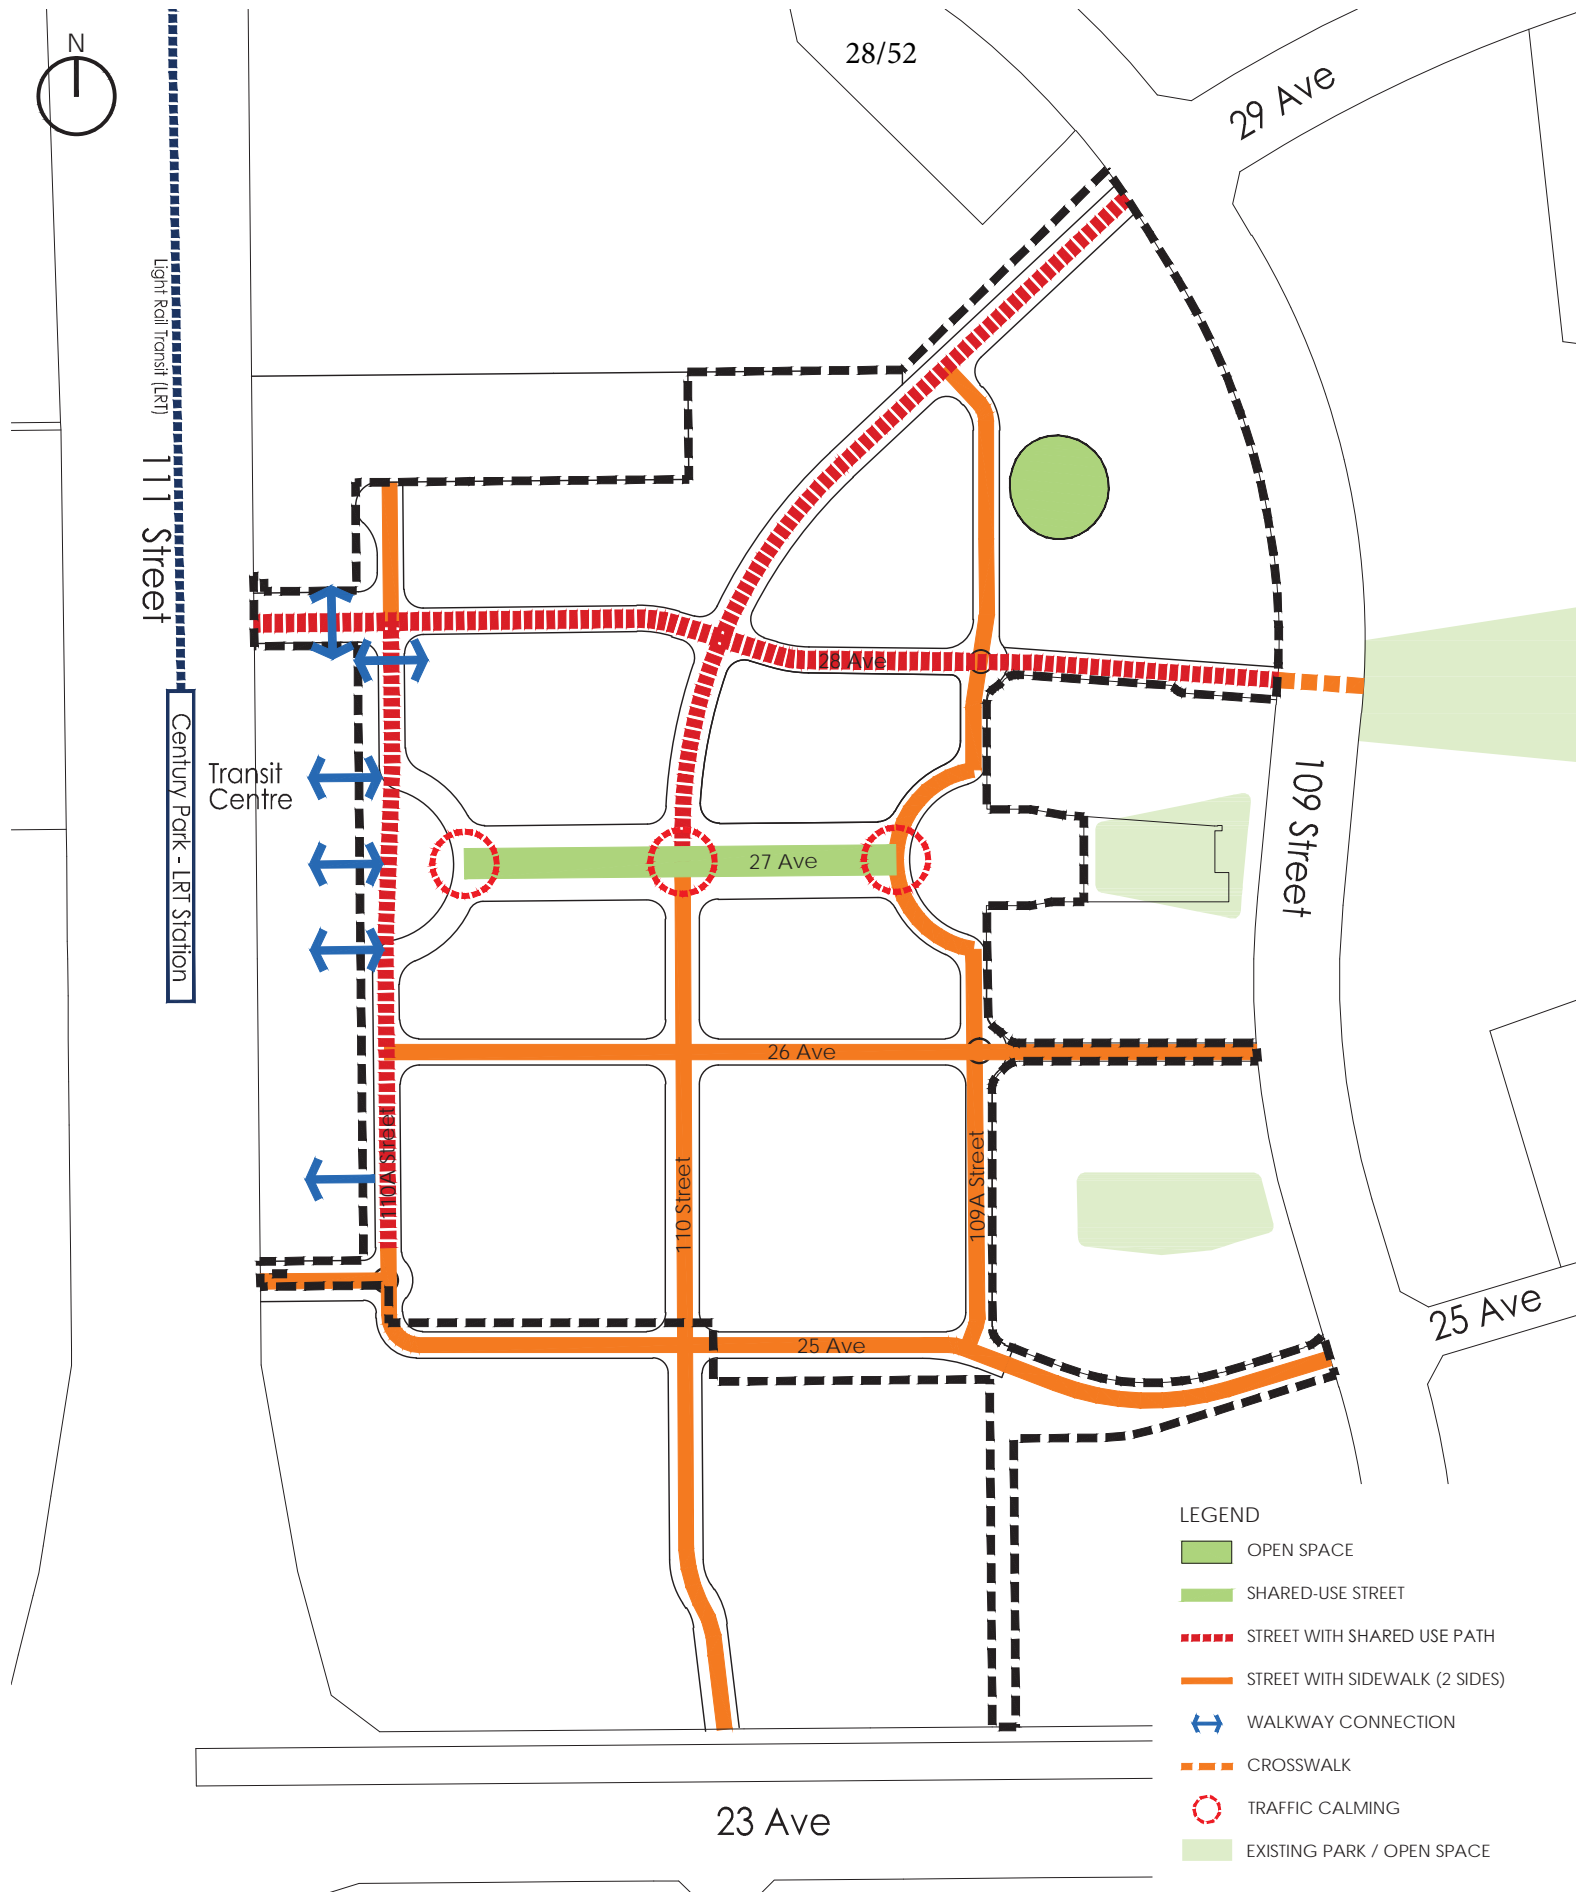 N
28/52
29 Ave
Light Rail Transit (LRT)
111 Street
28 Ave
Century Park - LRT Station
Transit
Centre
109 Street
27 Ave
26 Ave
110A Street
110 Street
109A Street
25 Ave
25 Ave
23 Ave
LEGEND
OPEN SPACE
SHARED-USE STREET
STREET WITH SHARED USE PATH
STREET WITH SIDEWALK (2 SIDES)
WALKWAY CONNECTION
CROSSWALK
TRAFFIC CALMING
EXISTING PARK / OPEN SPACE